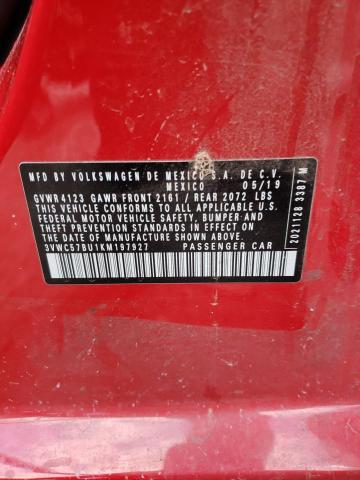 MFD BY VOLKSWAGEN DE MEXICO S.A. DE C.V.
MEXICO 05/19
GVWR 4123 GAWR FRONT 2161 / REAR 2072 LBS
THIS VEHICLE CONFORMS TO ALL APPLICABLE U.S.
FEDERAL MOTOR VEHICLE SAFETY, BUMPER AND
THEFT PREVENTION STANDARDS IN EFFECT ON THE
DATE OF MANUFACTURE SHOWN ABOVE.
3VWC57BU1KM197927 PASSENGER CAR
2021128 3387 M